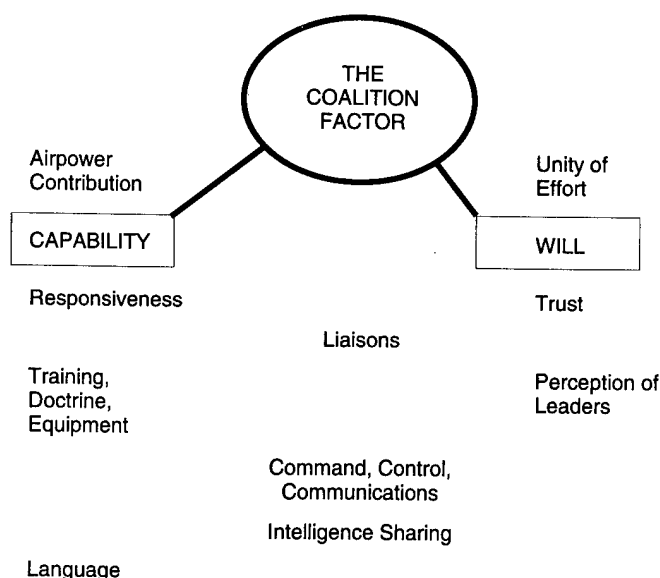 THE
COALITION
FACTOR
Airpower
Contribution
Unity of
Effort
CAPABILITY
WILL
Responsiveness
Trust
Liaisons
Training,
Doctrine,
Equipment
Perception of
Leaders
Command, Control,
Communications
Intelligence Sharing
Language